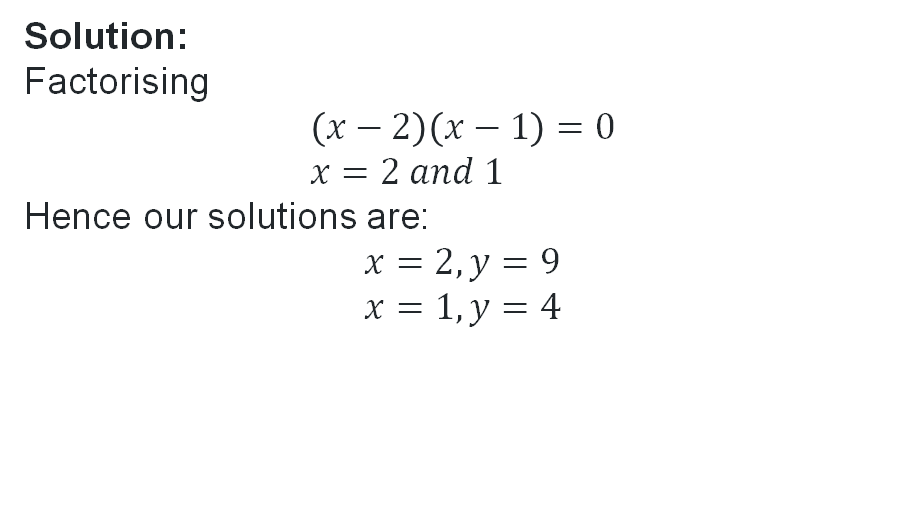 Solution:
Factorising
(x − 2)(x − 1) = 0
x = 2 and 1
Hence our solutions are:
x = 2, y = 9
x = 1, y = 4